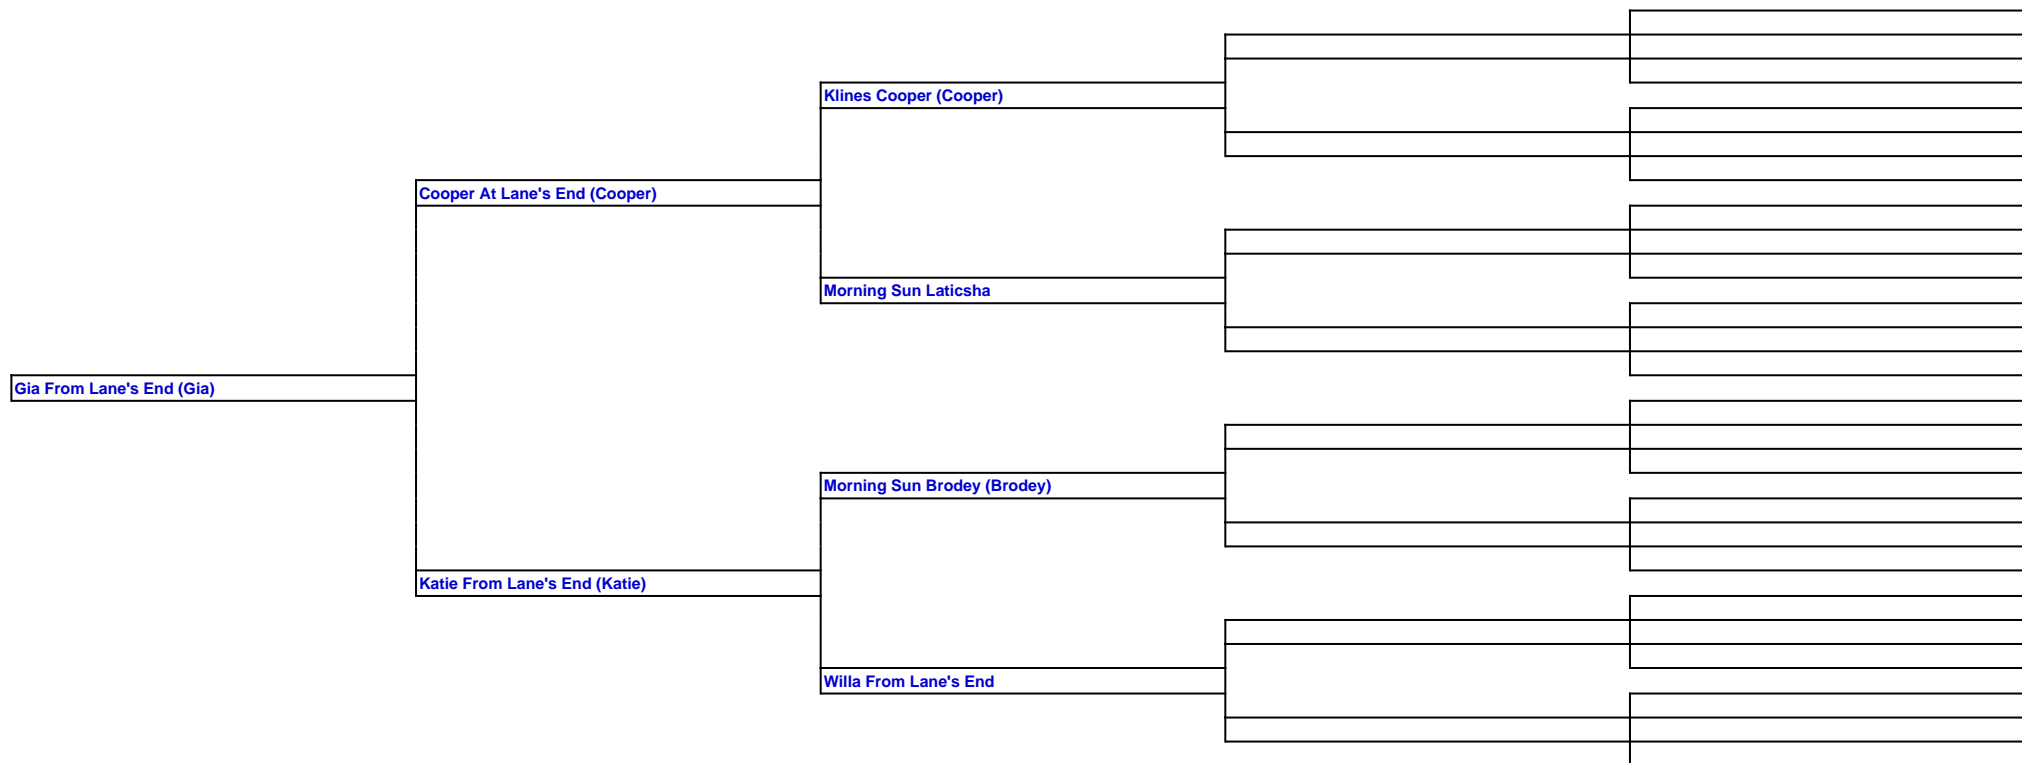 Klines Cooper (Cooper)
Cooper At Lane's End (Cooper)
Morning Sun Laticsha
Gia From Lane's End (Gia)
Morning Sun Brodey (Brodey)
Katie From Lane's End (Katie)
Willa From Lane's End